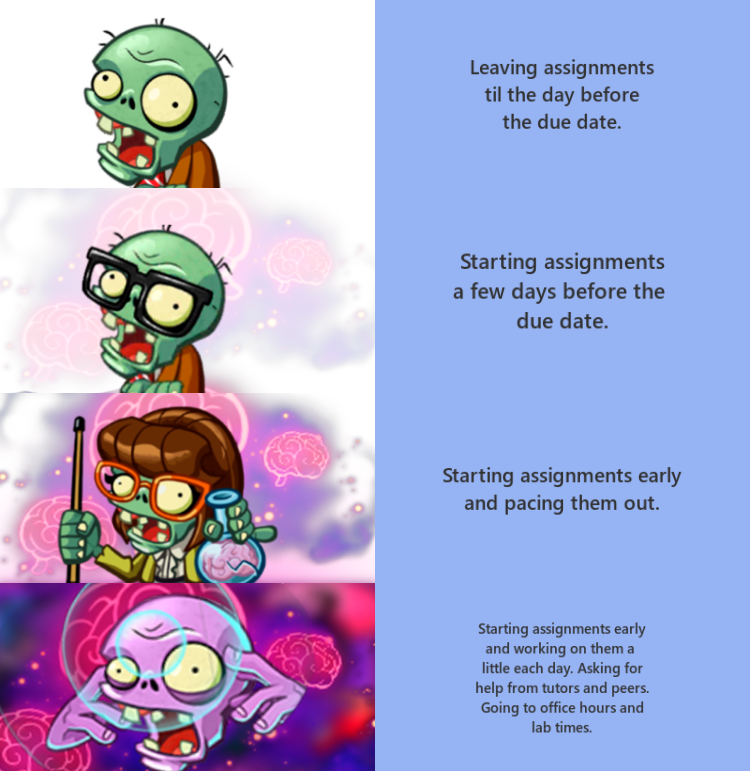 Leaving assignments
til the day before
the due date.
Starting assignments
a few days before the
due date.
Starting assignments early
and pacing them out.
Starting assignments early
and working on them a
little each day. Asking for
help from tutors and peers.
Going to office hours and
lab times.